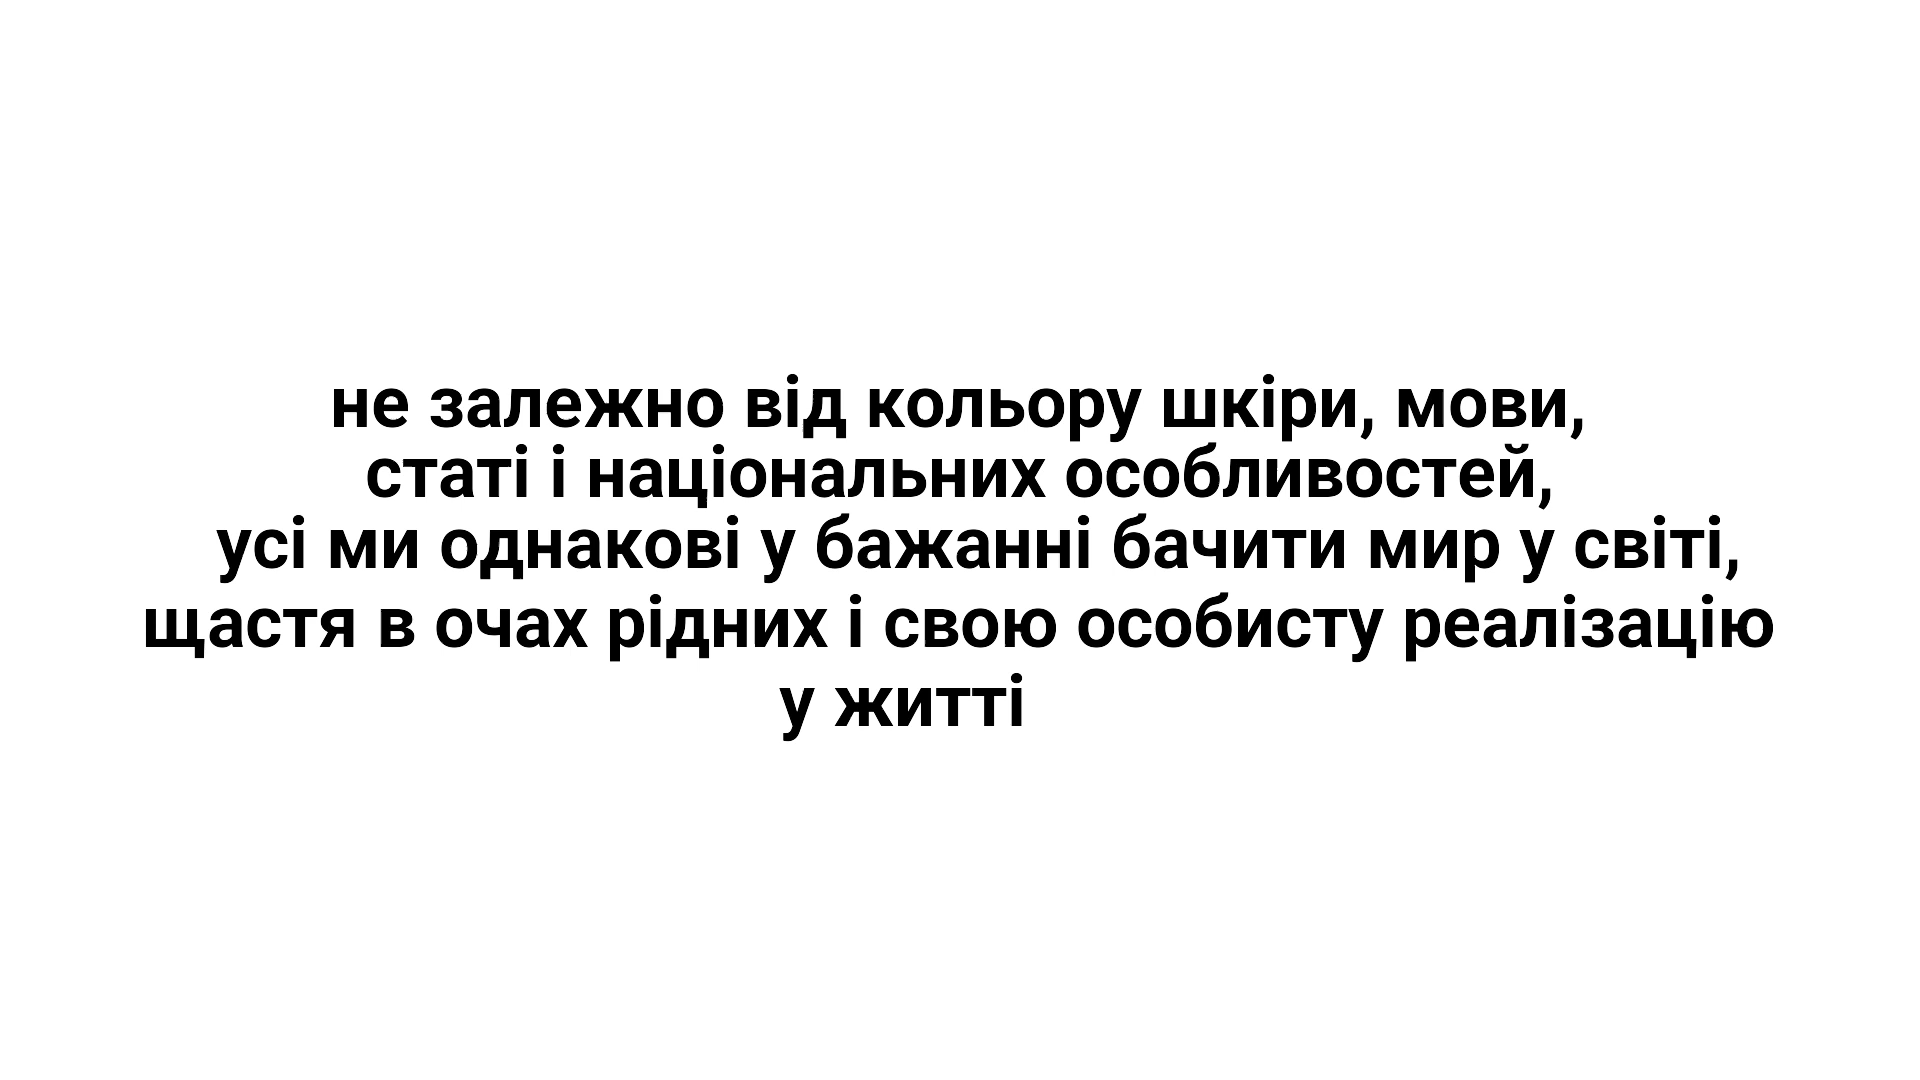 не залежно від кольору шкіри, мови,
статі і національних особливостей,
усі ми однакові у бажанні бачити мир у світі,
щастя в очах рідних і свою особисту реалізацію
у житті